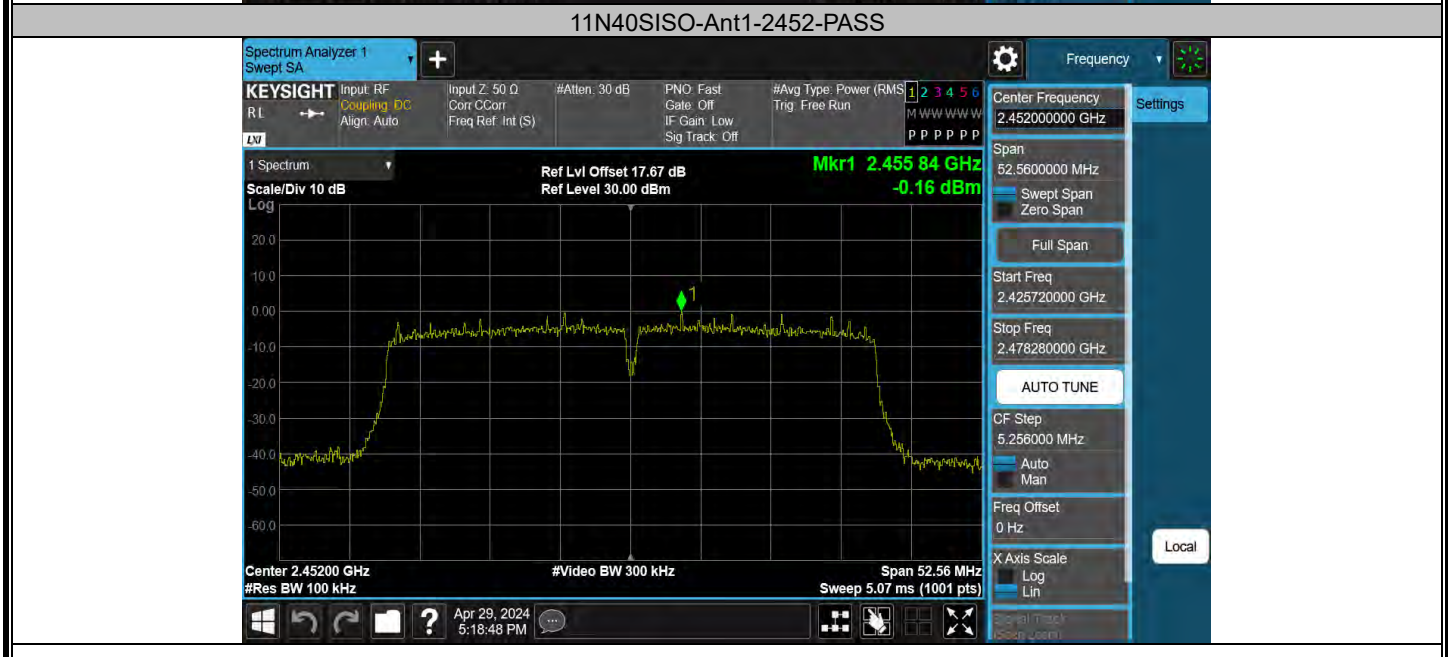 11N40SISO-Ant1-2452-PASS
Spectrum Analyzer 1
Swept SA
+
Frequency
KEYSIGHT
RL
LXI
Input: RF
Coupling: DC
Align: Auto
Input Z: 50 Ω
Corr CCorr
Freq Ref: Int (S)
#Atten: 30 dB
PNO: Fast
Gate: Off
IF Gain: Low
Sig Track: Off
#Avg Type: Power (RMS
Trig: Free Run
1 2 3 4 5 6
M W W W W W
P P P P P P
Center Frequency
2.452000000 GHz
Settings
Span
52.5600000 MHz
Swept Span
Zero Span
Full Span
Start Freq
2.425720000 GHz
Stop Freq
2.478280000 GHz
AUTO TUNE
CF Step
5.256000 MHz
Auto
Man
Freq Offset
0 Hz
X Axis Scale
Log
Lin
Local
1 Spectrum
Scale/Div 10 dB
Log
Ref Lvl Offset 17.67 dB
Ref Level 30.00 dBm
Mkr1 2.455 84 GHz
-0.16 dBm
1
20.0
10.0
0.00
-10.0
-20.0
-30.0
-40.0
-50.0
-60.0
Center 2.45200 GHz
#Res BW 100 kHz
#Video BW 300 kHz
Span 52.56 MHz
Sweep 5.07 ms (1001 pts)
?
Apr 29, 2024
5:18:48 PM